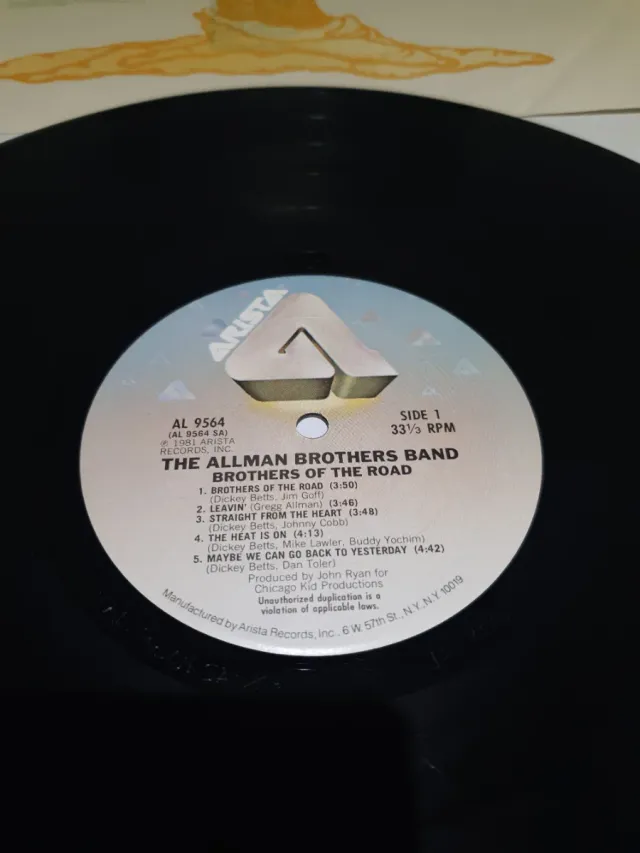 ARISTA
AL 9564
(AL 9564 SA)
℗ 1981 ARISTA
RECORDS, INC.
SIDE 1
33⅓ RPM
THE ALLMAN BROTHERS BAND
BROTHERS OF THE ROAD
1. BROTHERS OF THE ROAD (3:50)
(Dickey Betts, Jim Goff)
2. LEAVIN' (Gregg Allman) (3:46)
3. STRAIGHT FROM THE HEART (3:48)
(Dickey Betts, Johnny Cobb)
4. THE HEAT IS ON (4:13)
(Dickey Betts, Mike Lawler, Buddy Yochim)
5. MAYBE WE CAN GO BACK TO YESTERDAY (4:42)
(Dickey Betts, Dan Toler)
Produced by John Ryan for
Chicago Kid Productions
Unauthorized duplication is a
violation of applicable laws.
Manufactured by Arista Records, Inc., 6 W. 57th St., N.Y., N.Y. 10019